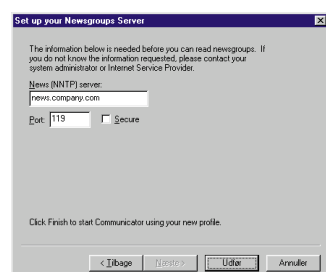 Set up your Newsgroups Server
The information below is needed before you can read newsgroups. If
you do not know the information requested, please contact your
system administrator or Internet Service Provider.
News (NNTP) server:
news.company.com
Port: 119 Secure
Click Finish to start Communicator using your new profile.
< Tilbage Næste > Udfør Annuller